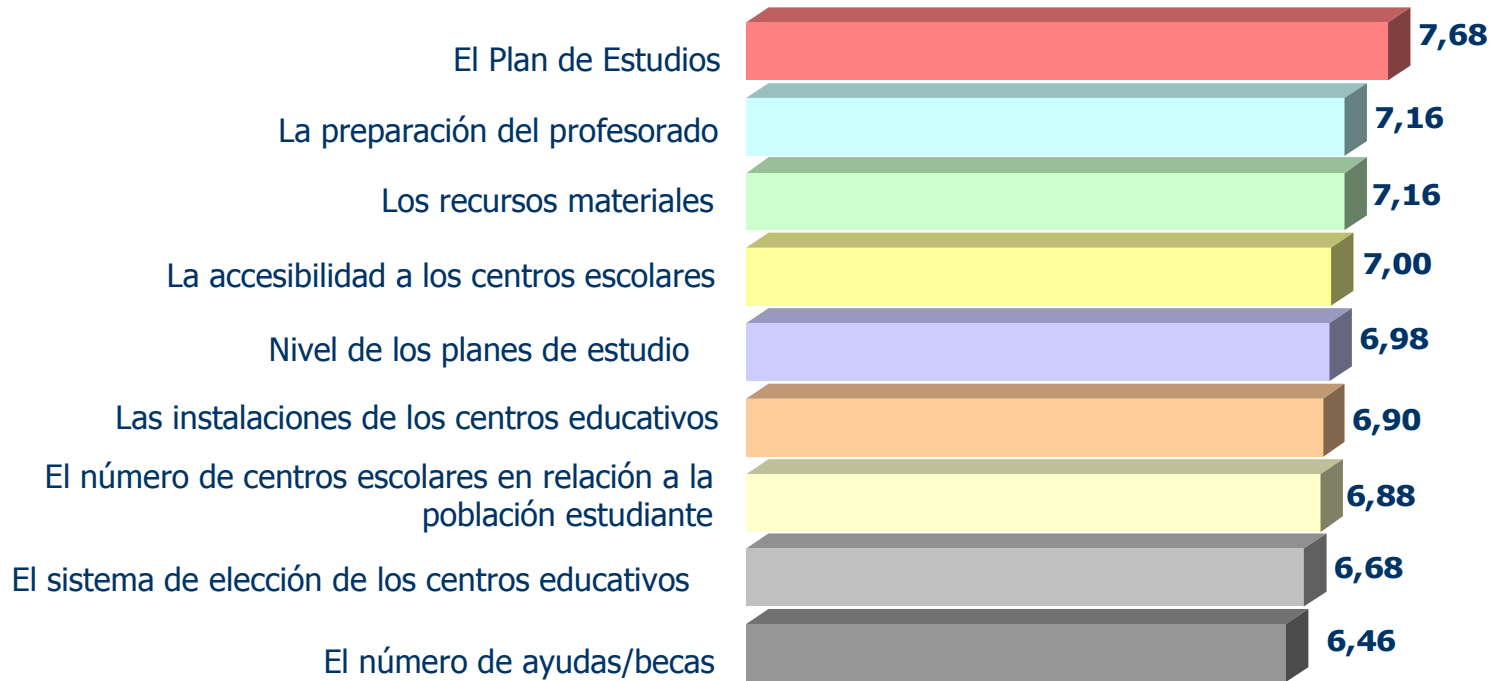 El Plan de Estudios 7,68
La preparación del profesorado 7,16
Los recursos materiales 7,16
La accesibilidad a los centros escolares 7,00
Nivel de los planes de estudio 6,98
Las instalaciones de los centros educativos 6,90
El número de centros escolares en relación a la
población estudiante 6,88
El sistema de elección de los centros educativos 6,68
El número de ayudas/becas 6,46